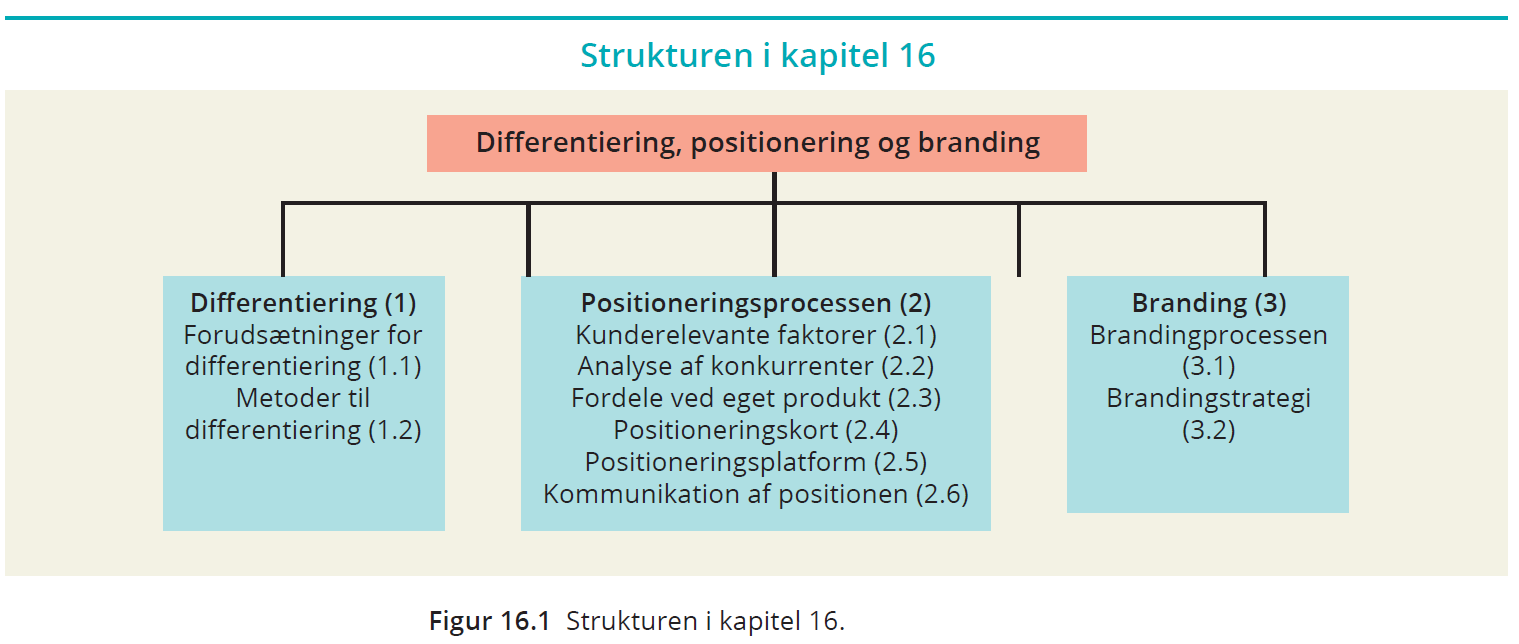 Strukturen i kapitel 16
Differentiering, positionering og branding
Differentiering (1)
Forudsætninger for
differentiering (1.1)
Metoder til
differentiering (1.2)
Positioneringsprocessen (2)
Kunderelevante faktorer (2.1)
Analyse af konkurrenter (2.2)
Fordele ved eget produkt (2.3)
Positioneringskort (2.4)
Positioneringsplatform (2.5)
Kommunikation af positionen (2.6)
Branding (3)
Brandingprocessen
(3.1)
Brandingstrategi
(3.2)
Figur 16.1 Strukturen i kapitel 16.